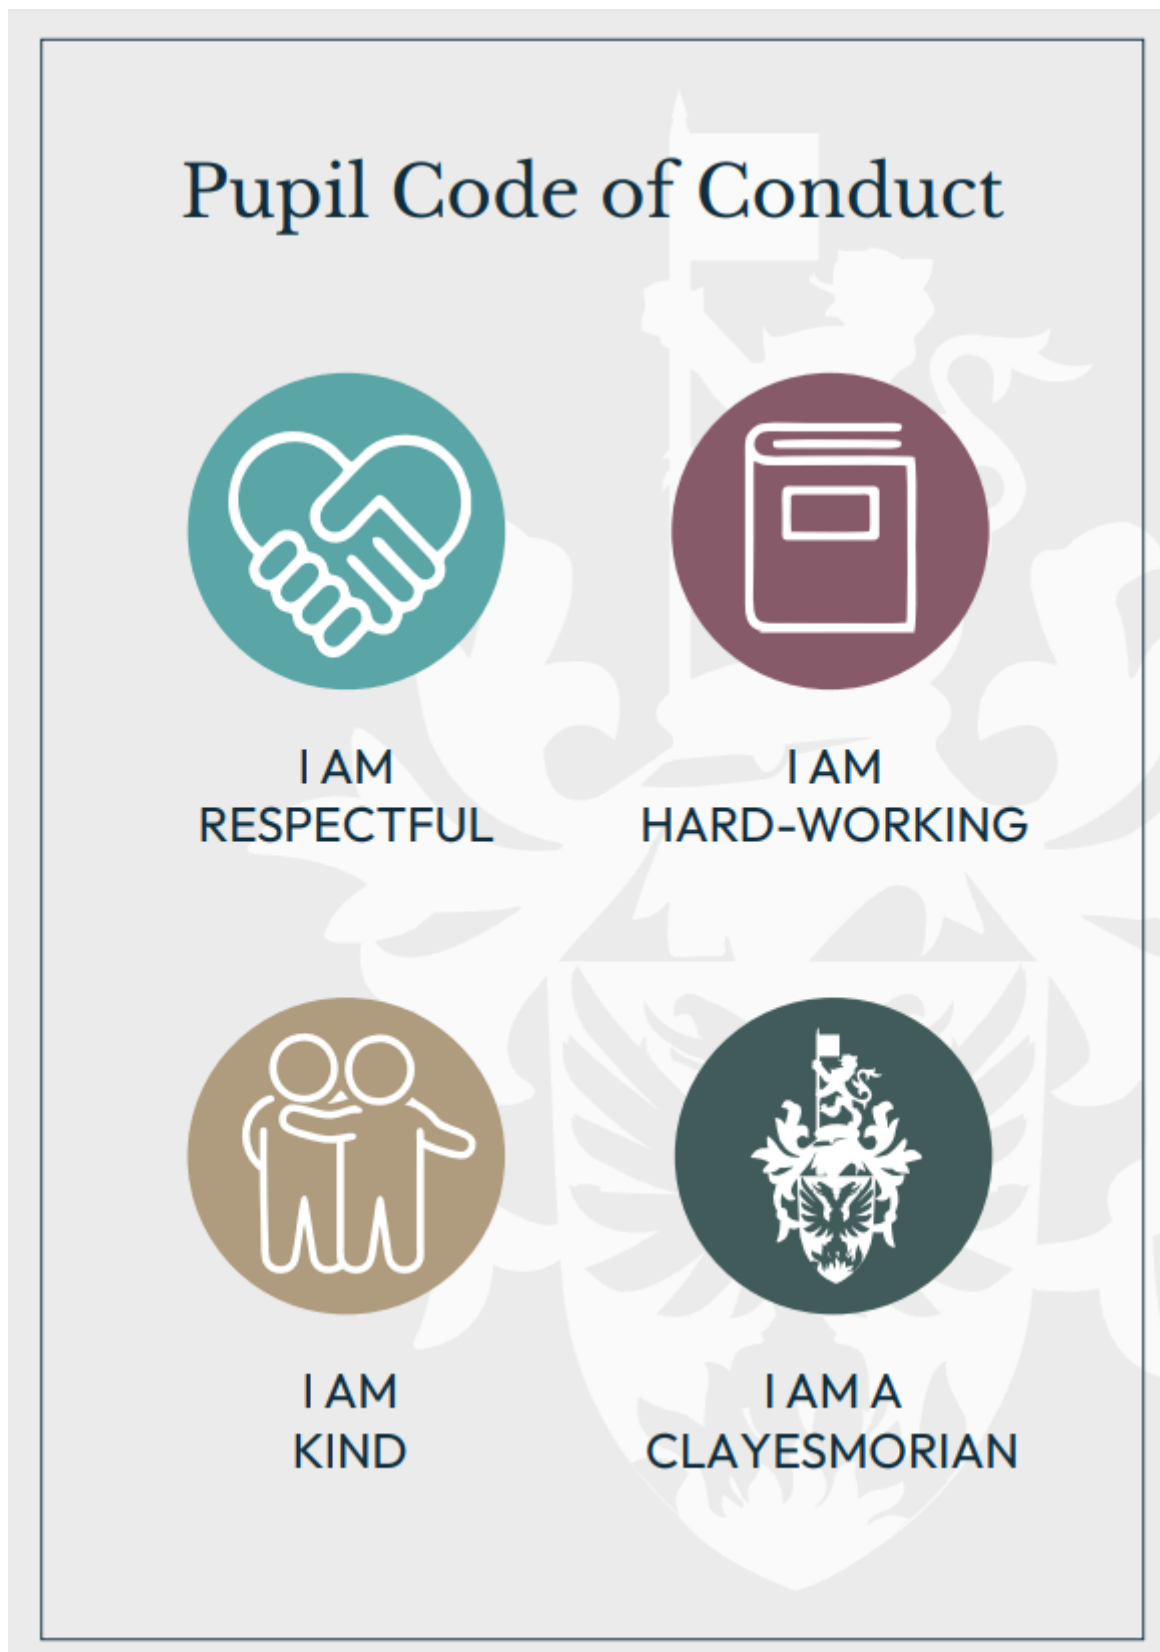 Pupil Code of Conduct
I AM
RESPECTFUL
I AM
HARD-WORKING
I AM
KIND
I AM A
CLAYESMORIAN